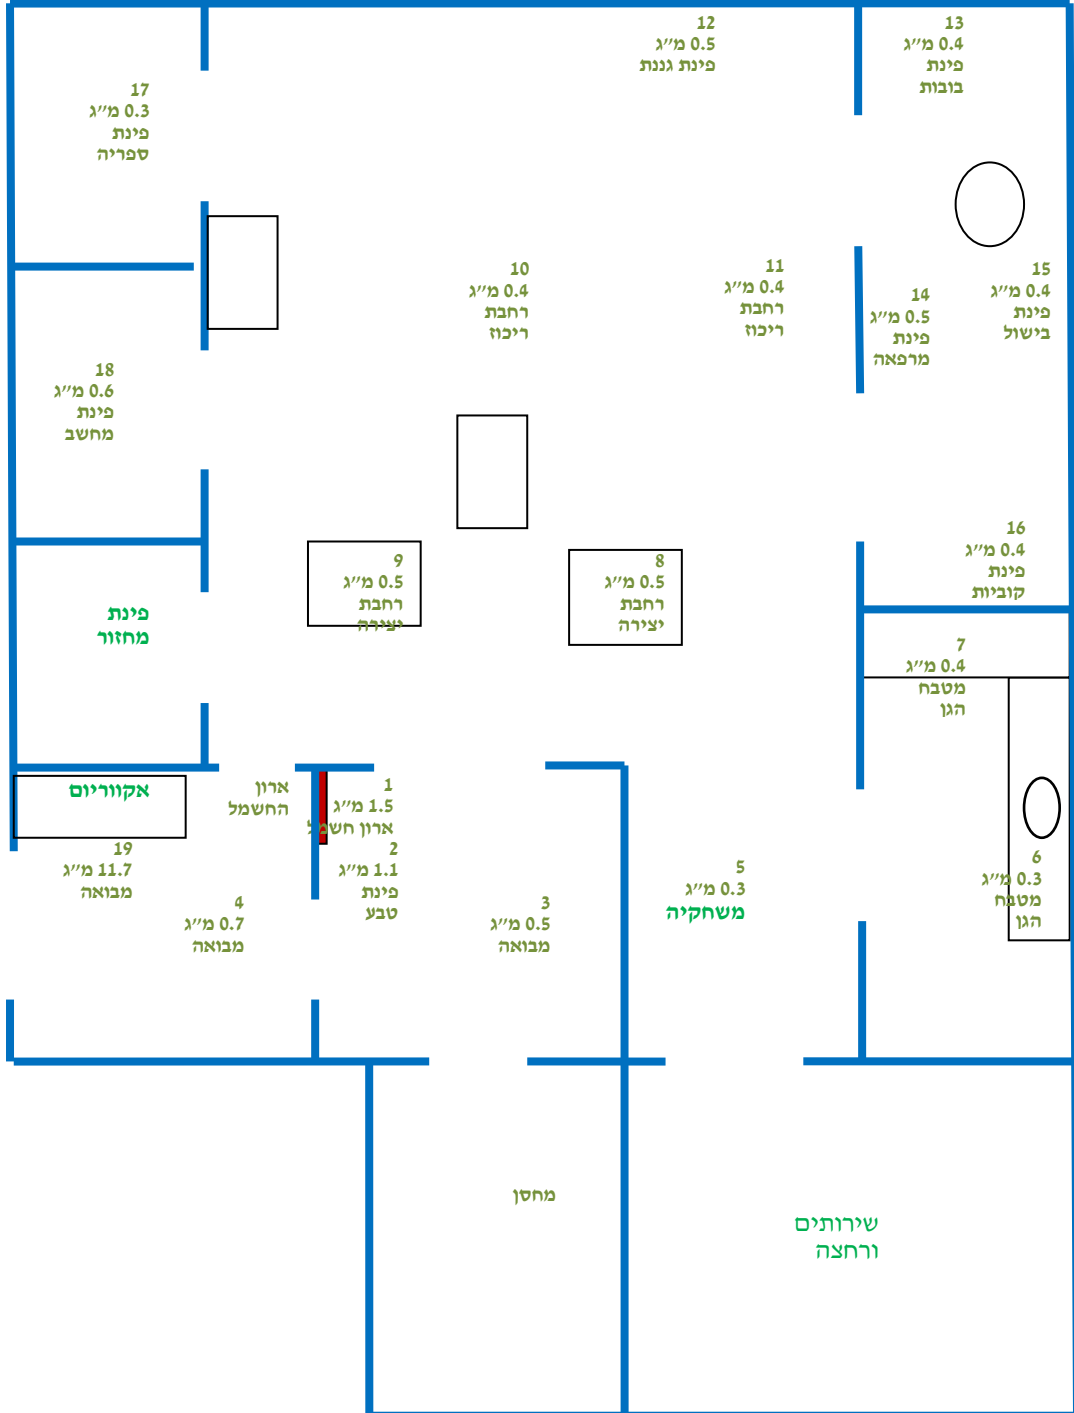 12
0.5 מ״ג
פינת גננת
13
0.4 מ״ג
פינת
בובות
17
0.3 מ״ג
פינת
ספריה
10
0.4 מ״ג
רחבת
ריכוז
11
0.4 מ״ג
רחבת
ריכוז
15
0.4 מ״ג
פינת
בישול
14
0.5 מ״ג
פינת
מרפאה
18
0.6 מ״ג
פינת
מחשב
16
0.4 מ״ג
פינת
קוביות
9
0.5 מ״ג
רחבת
יצירה
8
0.5 מ״ג
רחבת
יצירה
פינת
מחזור
7
0.4 מ״ג
מטבח
הגן
אקווריום
ארון
החשמל
1
1.5 מ״ג
ארון חשמל
2
1.1 מ״ג
פינת
טבע
19
11.7 מ״ג
מבואה
4
0.7 מ״ג
מבואה
3
0.5 מ״ג
מבואה
5
0.3 מ״ג
משחקיה
6
0.3 מ״ג
מטבח
הגן
מחסן
שירותים
ורחצה